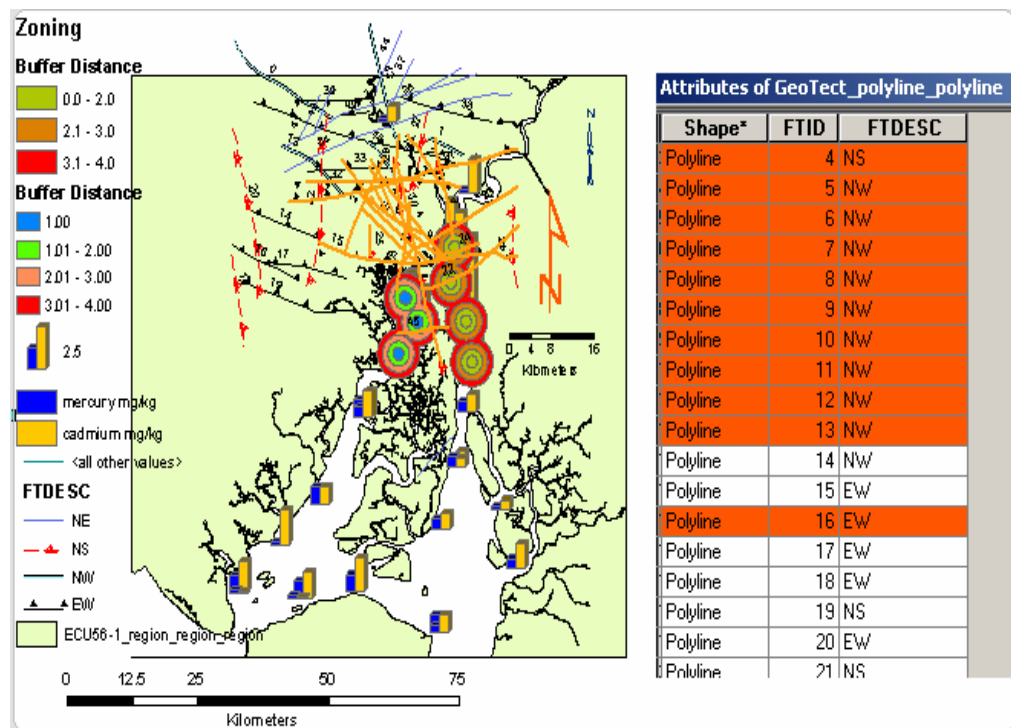 Zoning
Buffer Distance
0.0 - 2.0
2.1 - 3.0
3.1 - 4.0
Buffer Distance
1.00
1.01 - 2.00
2.01 - 3.00
3.01 - 4.00
2.5
mercury mg/kg
cadmium mg/kg
<all other values>
FTDESC
NE
NS
NW
EW
ECU56-1_region_region_region
0 12.5 25 50 75
Kilometers
N
N
0 4 8 16
Kilometers
33
14
15
17
Attributes of GeoTect_polyline_polyline
Shape* FTID FTDESC
Polyline 4 NS
Polyline 5 NW
Polyline 6 NW
Polyline 7 NW
Polyline 8 NW
Polyline 9 NW
Polyline 10 NW
Polyline 11 NW
Polyline 12 NW
Polyline 13 NW
Polyline 14 NW
Polyline 15 EW
Polyline 16 EW
Polyline 17 EW
Polyline 18 EW
Polyline 19 NS
Polyline 20 EW
Polyline 21 NS